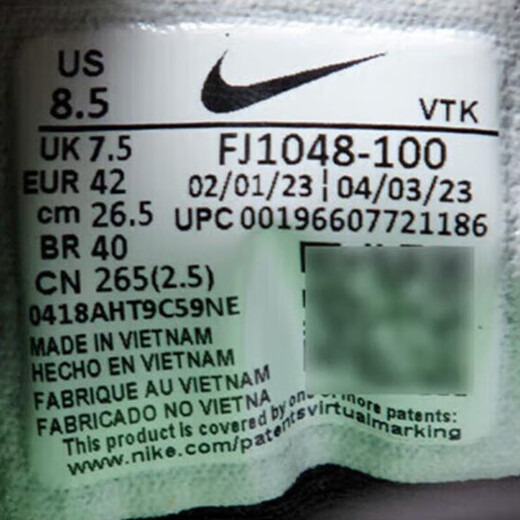 US
8.5
VTK
UK 7.5
FJ1048-100
EUR 42
02/01/23 | 04/03/23
cm 26.5
UPC 00196607721186
BR 40
CN 265(2.5)
0418AHT9C59NE
MADE IN VIETNAM
HECHO EN VIETNAM
FABRIQUE AU VIETNAM
FABRICADO NO VIETNA
This product is covered by one or more patents:
www.nike.com/patentsvirtualmarking